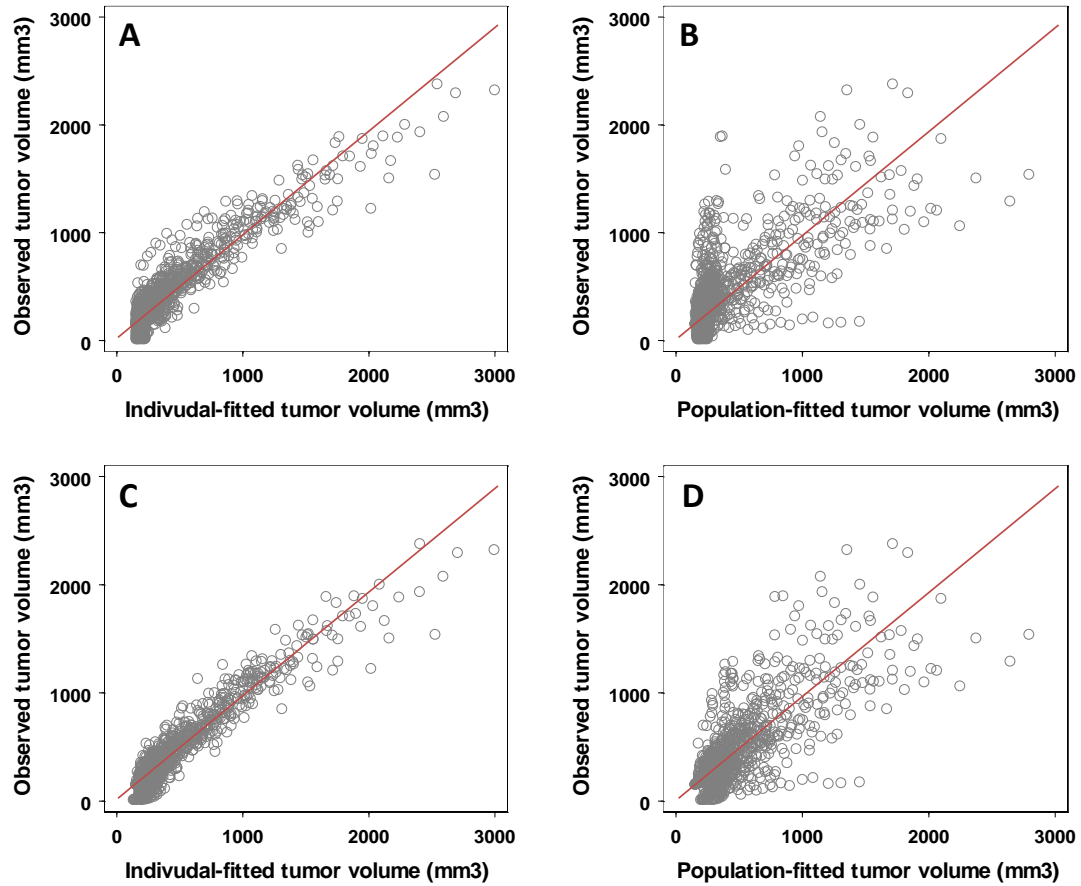 A
Observed tumor volume (mm3)
3000
2000
1000
0
0 1000 2000 3000
Indivudal-fitted tumor volume (mm3)
B
Observed tumor volume (mm3)
3000
2000
1000
0
0 1000 2000 3000
Population-fitted tumor volume (mm3)
C
Observed tumor volume (mm3)
3000
2000
1000
0
0 1000 2000 3000
Indivudal-fitted tumor volume (mm3)
D
Observed tumor volume (mm3)
3000
2000
1000
0
0 1000 2000 3000
Population-fitted tumor volume (mm3)